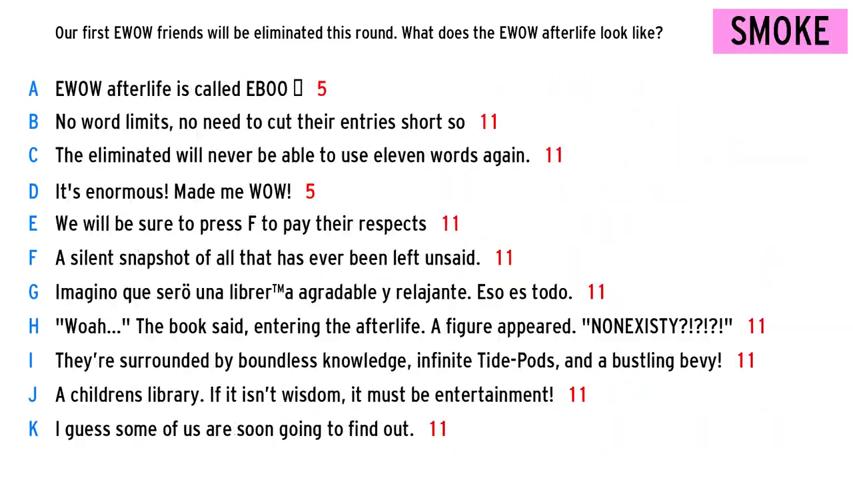 Our first EWOW friends will be eliminated this round. What does the EWOW afterlife look like?
SMOKE
A EWOW afterlife is called EBOO 5
B No word limits, no need to cut their entries short so 11
C The eliminated will never be able to use eleven words again. 11
D It's enormous! Made me WOW! 5
E We will be sure to press F to pay their respects 11
F A silent snapshot of all that has ever been left unsaid. 11
G Imagino que serö una librer™a agradable y relajante. Eso es todo. 11
H "Woah..." The book said, entering the afterlife. A figure appeared. "NONEXISTY?!?!?!" 11
I They’re surrounded by boundless knowledge, infinite Tide-Pods, and a bustling bevy! 11
J A childrens library. If it isn’t wisdom, it must be entertainment! 11
K I guess some of us are soon going to find out. 11